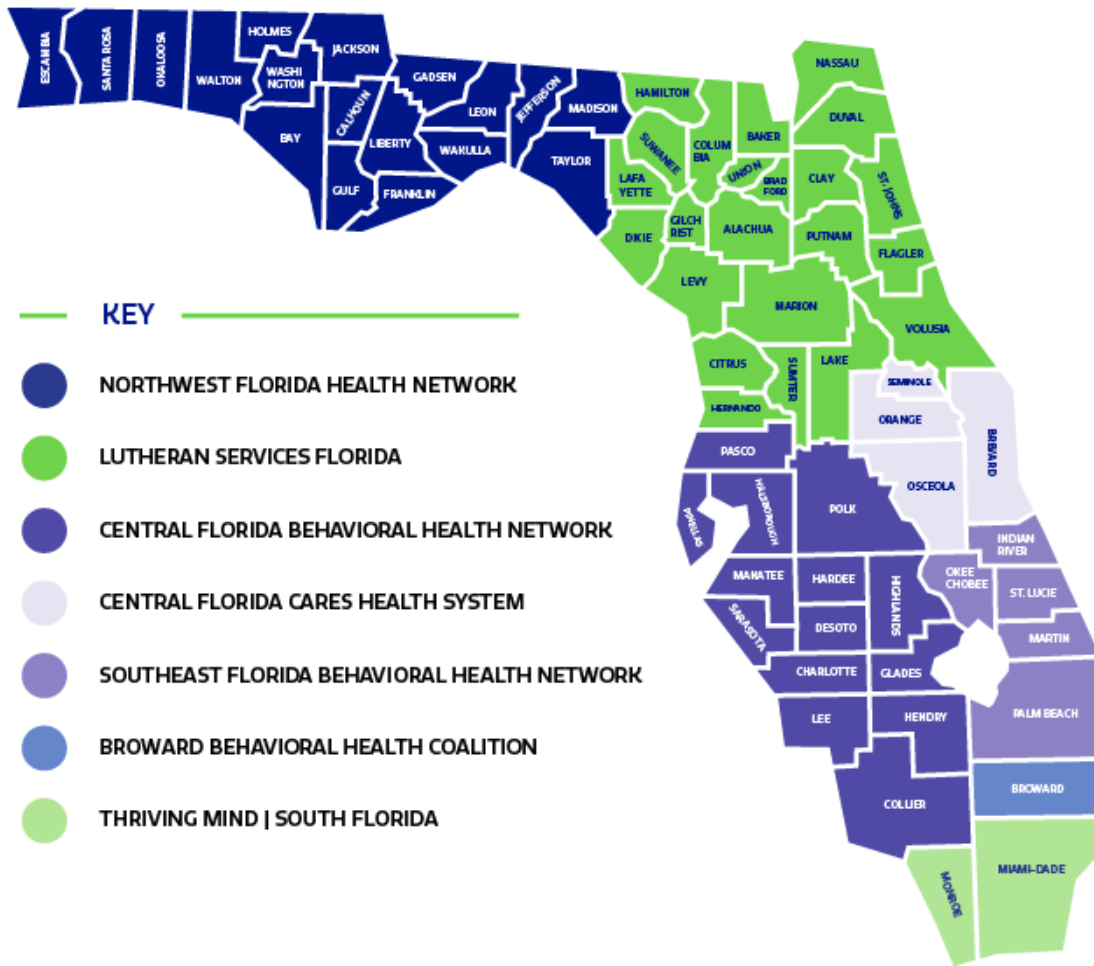 ESCAMBIA
SANTA ROSA
OKALOOSA
WALTON
HOLMES
WASHI
NGTON
JACKSON
BAY
CALHOUN
GULF
LIBERTY
GADSEN
FRANKLIN
LEON
WAKULLA
JEFFERSON
MADISON
TAYLOR
HAMILTON
SUWANEE
LAFA
YETTE
COLUM
BIA
BAKER
NASSAU
DUVAL
UNION
BRAD
FORD
CLAY
ST. JOHNS
DIXIE
GILCH
RIST
ALACHUA
PUTNAM
FLAGLER
LEVY
MARION
VOLUSIA
CITRUS
SUMTER
LAKE
HERNANDO
SEMINOLE
ORANGE
BREVARD
PASCO
OSCEOLA
PINELLAS
HILLSBOROUGH
POLK
INDIAN
RIVER
MANATEE
HARDEE
HIGHLANDS
OKEE
CHOBEE
ST. LUCIE
SARASOTA
DESOTO
MARTIN
CHARLOTTE
GLADES
LEE
HENDRY
PALM BEACH
COLLIER
BROWARD
MONROE
MIAMI-DADE
KEY
NORTHWEST FLORIDA HEALTH NETWORK
LUTHERAN SERVICES FLORIDA
CENTRAL FLORIDA BEHAVIORAL HEALTH NETWORK
CENTRAL FLORIDA CARES HEALTH SYSTEM
SOUTHEAST FLORIDA BEHAVIORAL HEALTH NETWORK
BROWARD BEHAVIORAL HEALTH COALITION
THRIVING MIND | SOUTH FLORIDA